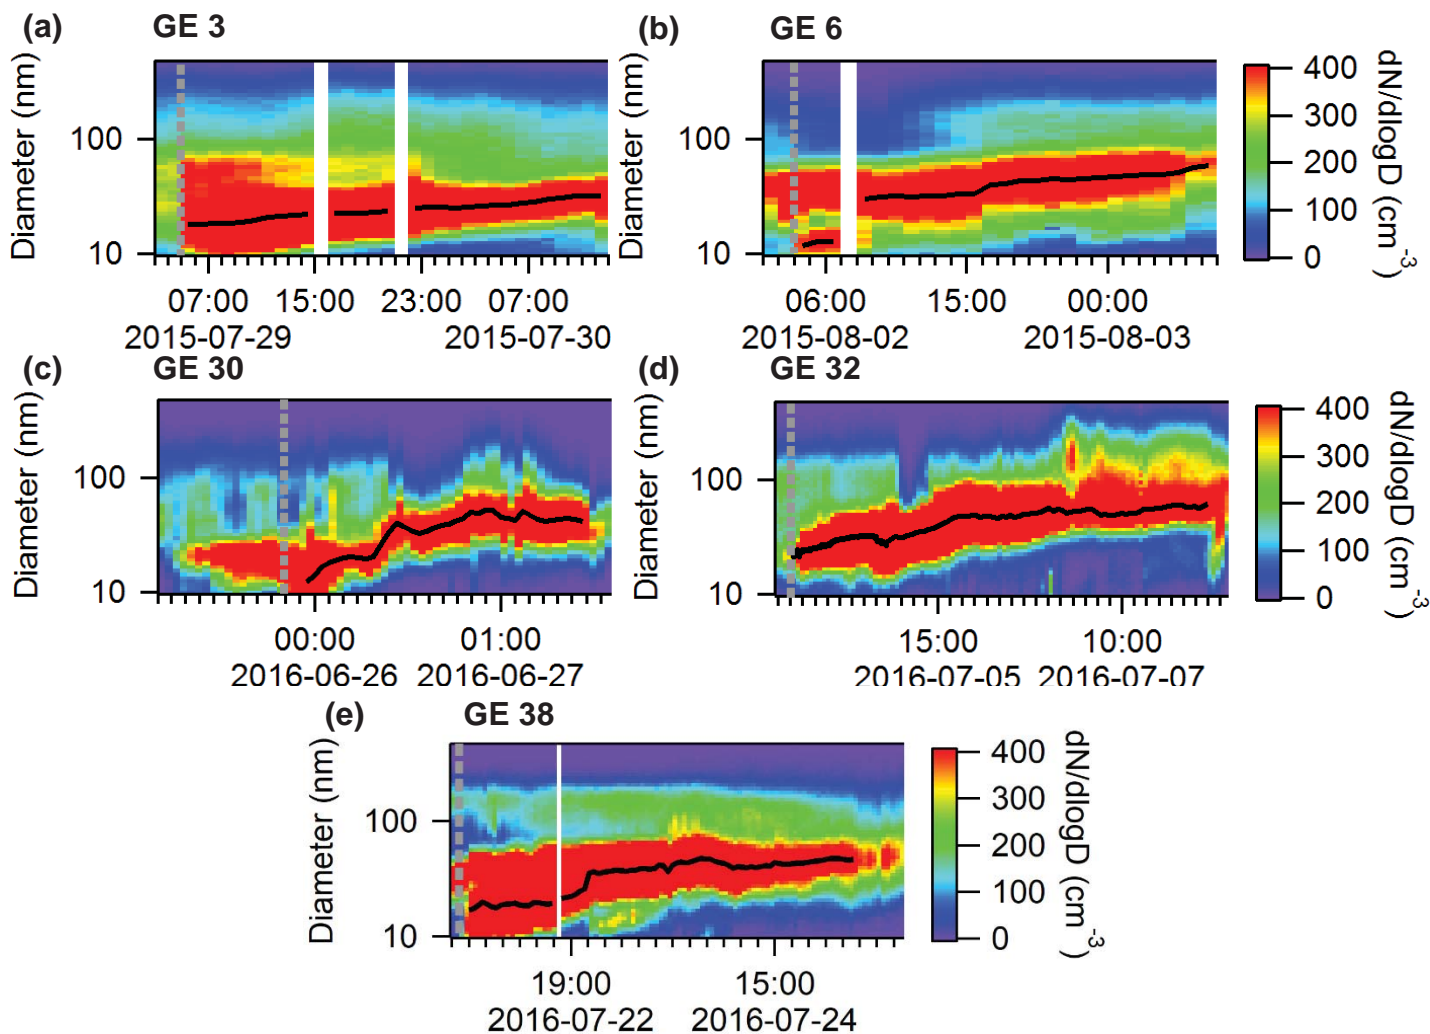 (a) GE 3
Diameter (nm)
100
10
07:00 15:00 23:00 07:00
2015-07-29 2015-07-30
(b) GE 6
Diameter (nm)
100
10
06:00 15:00 00:00
2015-08-02 2015-08-03
400
300
200
100
0
dN/dlogD (cm-3)
(c) GE 30
Diameter (nm)
100
10
00:00 01:00
2016-06-26 2016-06-27
(d) GE 32
Diameter (nm)
100
10
15:00 10:00
2016-07-05 2016-07-07
400
300
200
100
0
dN/dlogD (cm-3)
(e) GE 38
Diameter (nm)
100
10
19:00 15:00
2016-07-22 2016-07-24
400
300
200
100
0
dN/dlogD (cm-3)